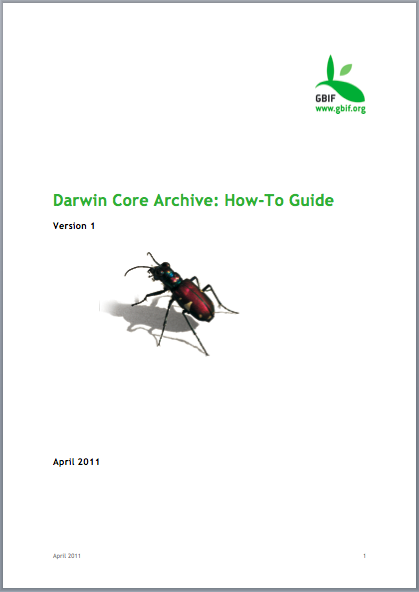 GBIF
www.gbif.org
Darwin Core Archive: How-To Guide
Version 1
April 2011
April 2011 1